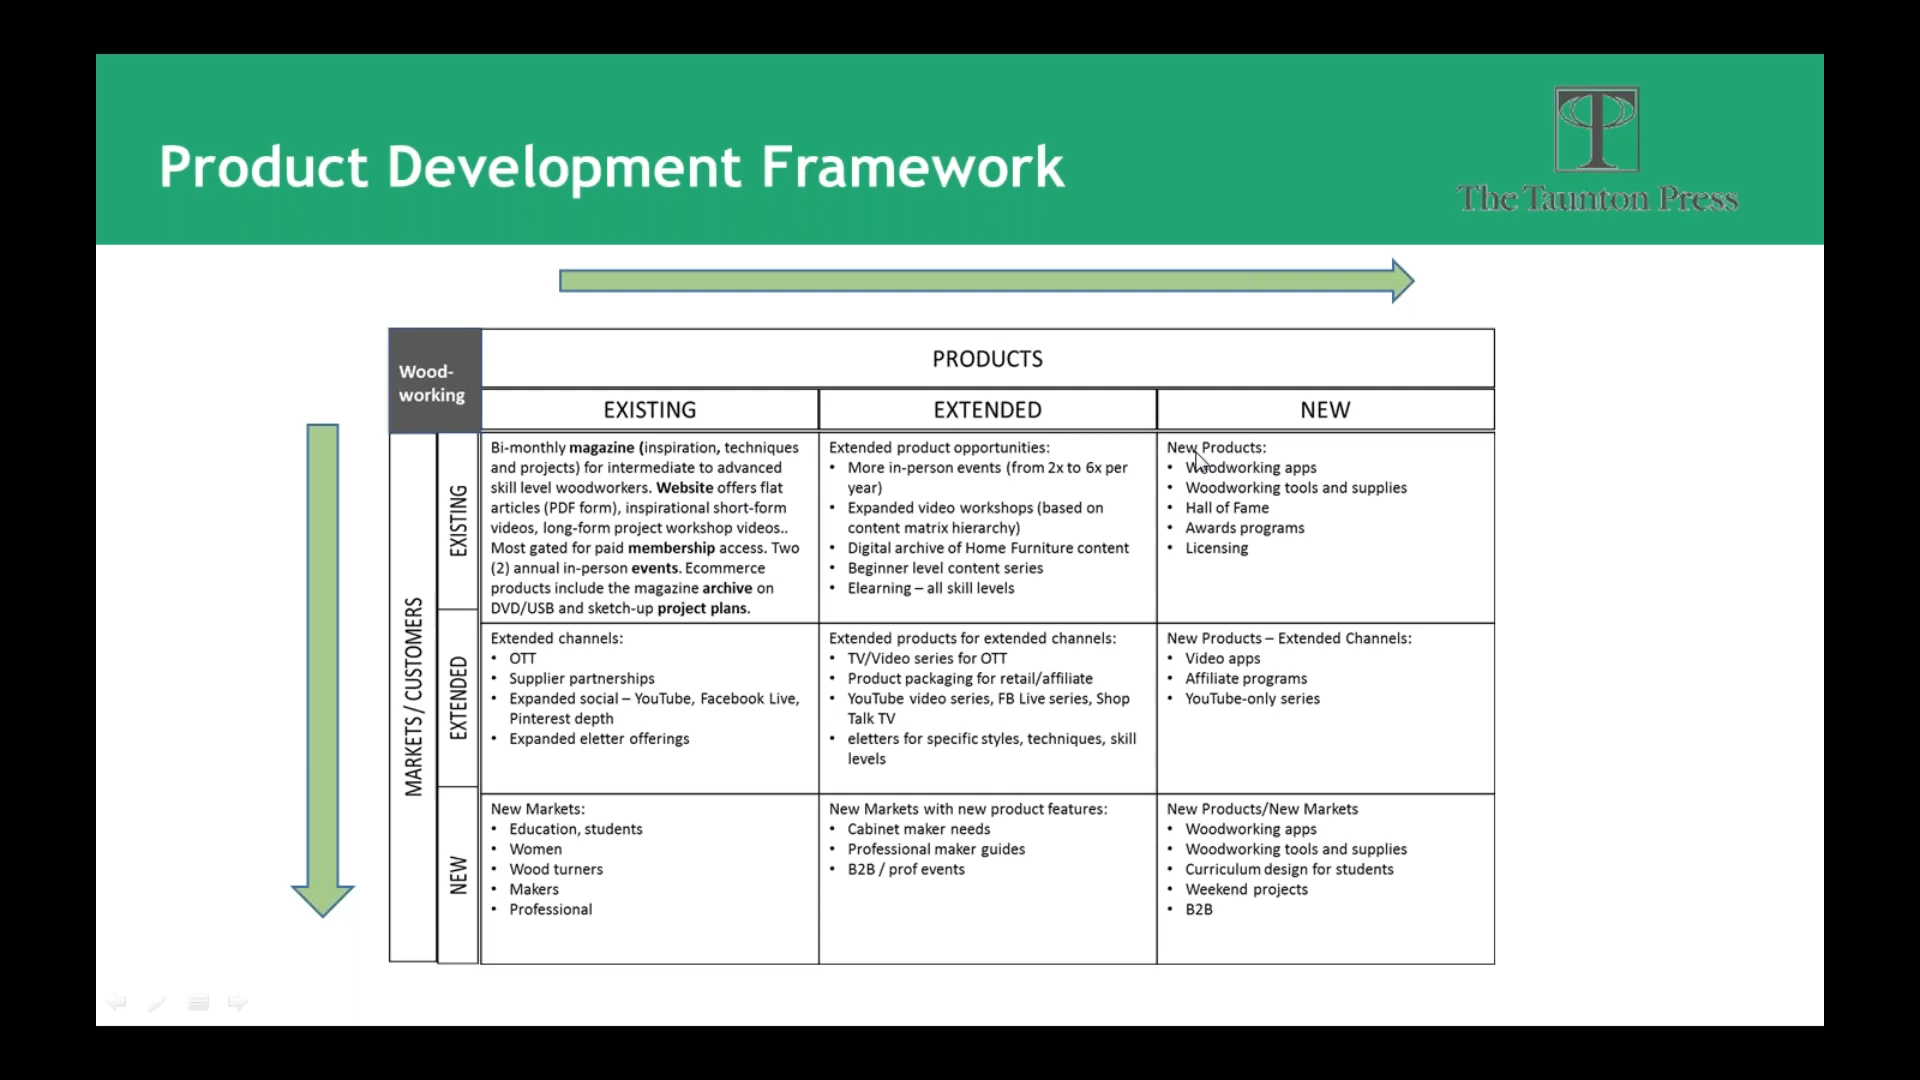 Product Development Framework
The Taunton Press
Wood-
working
PRODUCTS
EXISTING
EXTENDED
NEW
MARKETS / CUSTOMERS
EXISTING
Bi-monthly magazine (inspiration, techniques
and projects) for intermediate to advanced
skill level woodworkers. Website offers flat
articles (PDF form), inspirational short-form
videos, long-form project workshop videos..
Most gated for paid membership access. Two
(2) annual in-person events. Ecommerce
products include the magazine archive on
DVD/USB and sketch-up project plans.
Extended product opportunities:
• More in-person events (from 2x to 6x per
year)
• Expanded video workshops (based on
content matrix hierarchy)
• Digital archive of Home Furniture content
• Beginner level content series
• Elearning – all skill levels
New Products:
• Woodworking apps
• Woodworking tools and supplies
• Hall of Fame
• Awards programs
• Licensing
EXTENDED
Extended channels:
• OTT
• Supplier partnerships
• Expanded social – YouTube, Facebook Live,
Pinterest depth
• Expanded eletter offerings
Extended products for extended channels:
• TV/Video series for OTT
• Product packaging for retail/affiliate
• YouTube video series, FB Live series, Shop
Talk TV
• eletters for specific styles, techniques, skill
levels
New Products – Extended Channels:
• Video apps
• Affiliate programs
• YouTube-only series
NEW
New Markets:
• Education, students
• Women
• Wood turners
• Makers
• Professional
New Markets with new product features:
• Cabinet maker needs
• Professional maker guides
• B2B / prof events
New Products/New Markets
• Woodworking apps
• Woodworking tools and supplies
• Curriculum design for students
• Weekend projects
• B2B